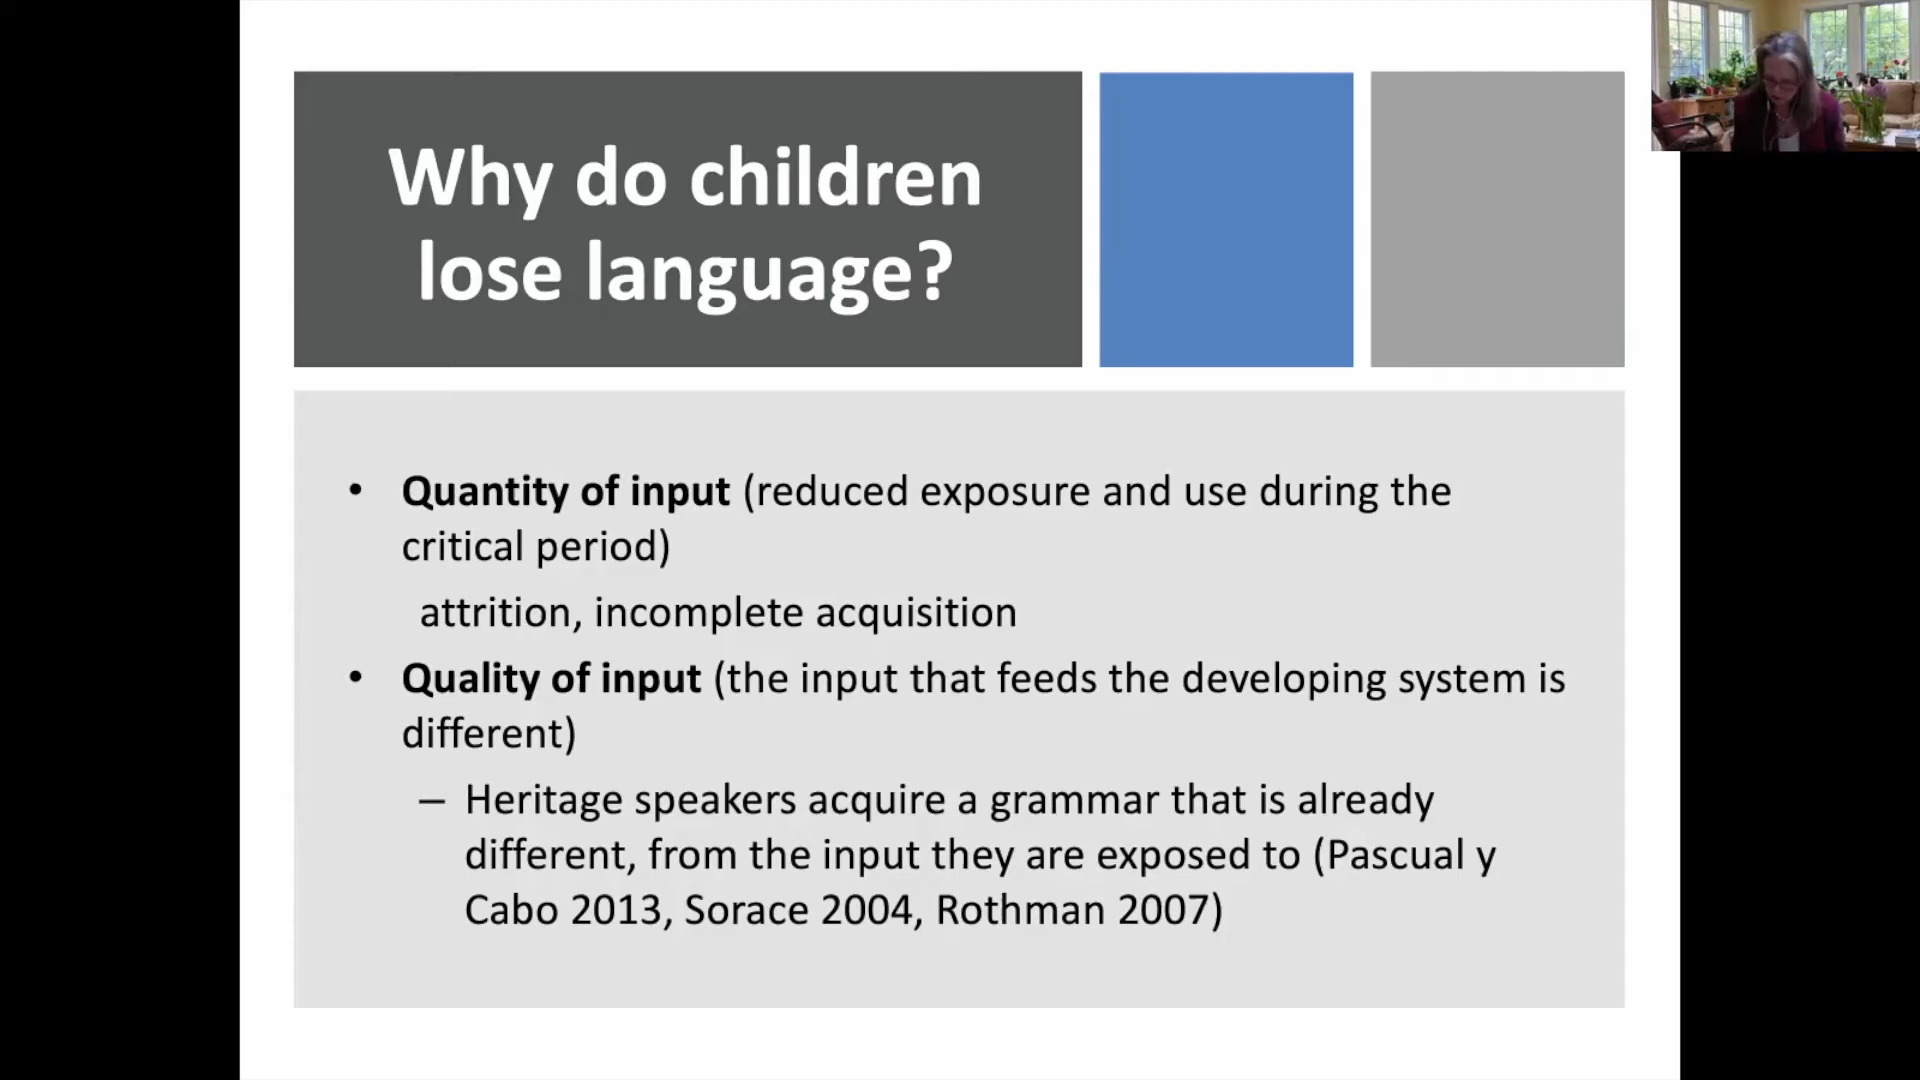 Why do children
lose language?
• Quantity of input (reduced exposure and use during the
critical period)
attrition, incomplete acquisition
• Quality of input (the input that feeds the developing system is
different)
– Heritage speakers acquire a grammar that is already
different, from the input they are exposed to (Pascual y
Cabo 2013, Sorace 2004, Rothman 2007)